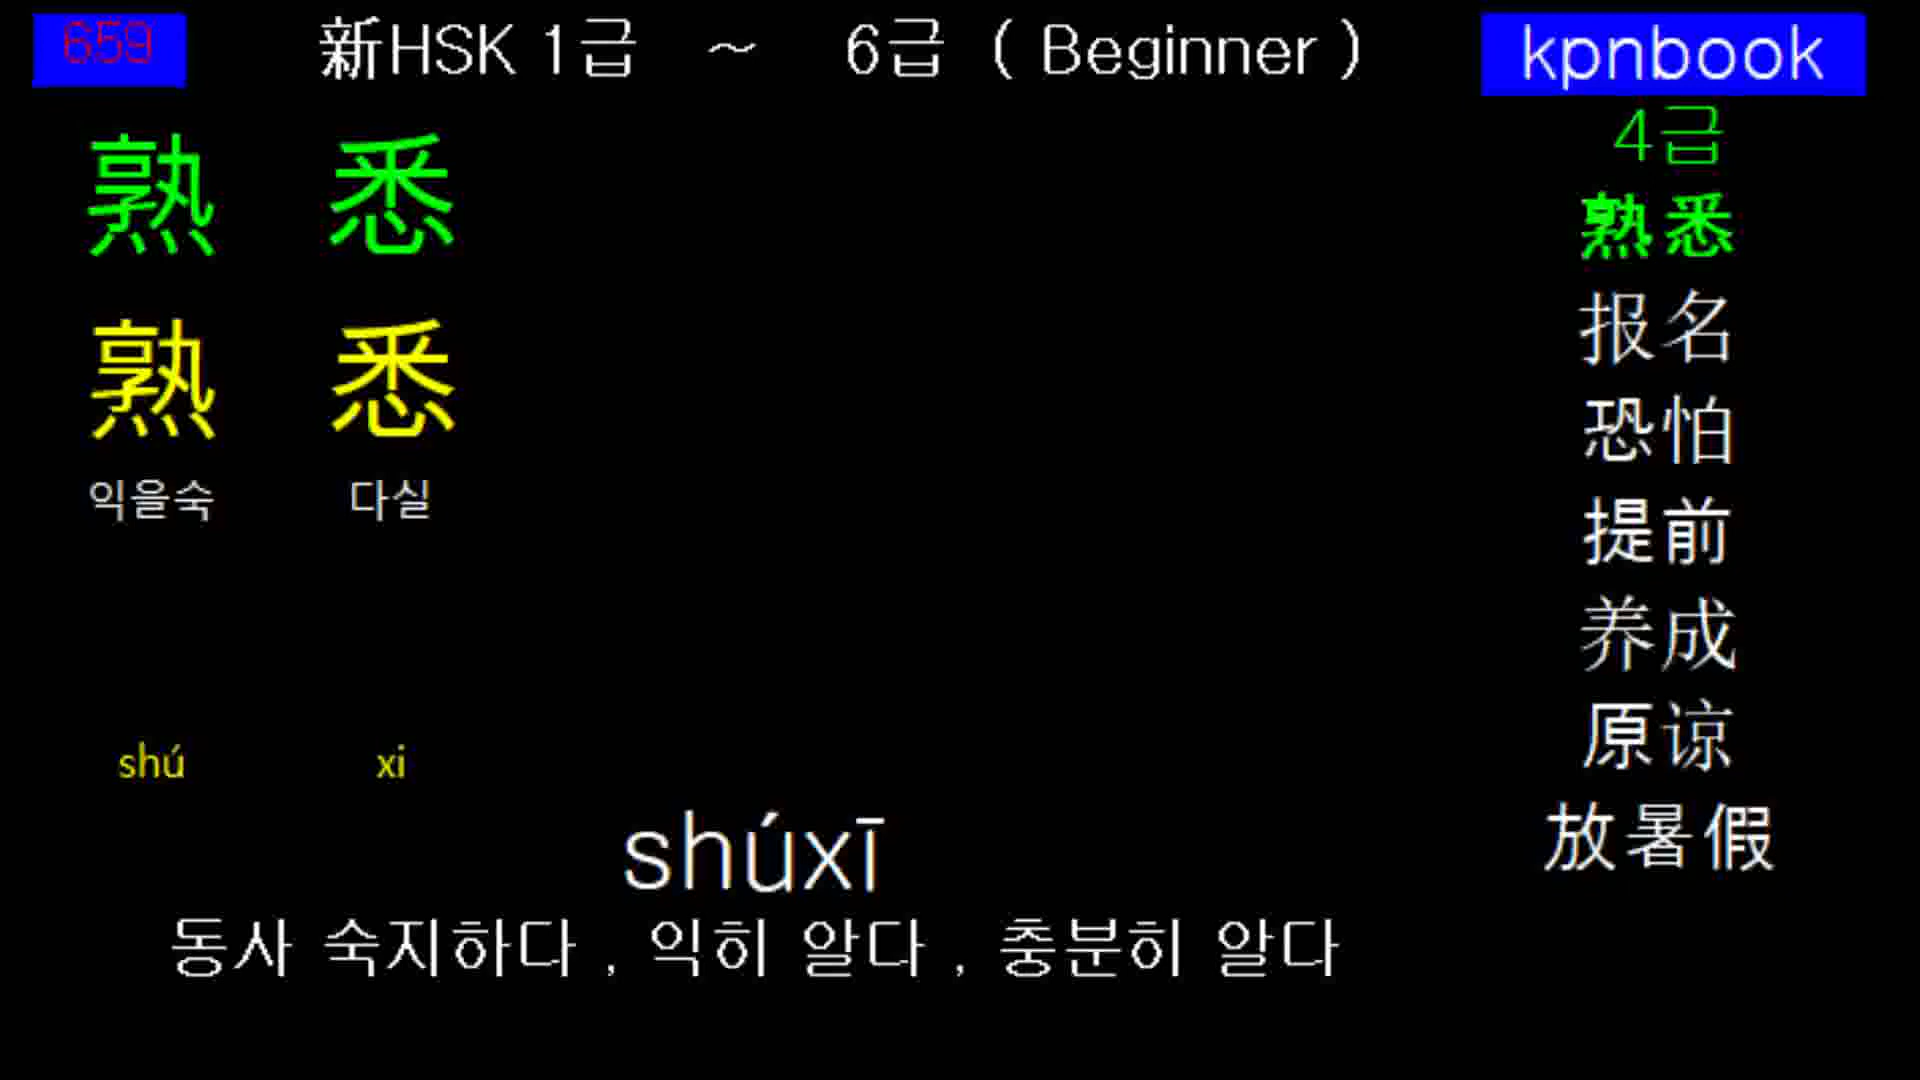 659
新HSK 1급 ~ 6급 ( Beginner )
kpnbook
熟 悉
熟 悉
익을숙 다실
shú xi
shúxī
동사 숙지하다 , 익히 알다 , 충분히 알다
4급
熟悉
报名
恐怕
提前
养成
原谅
放暑假